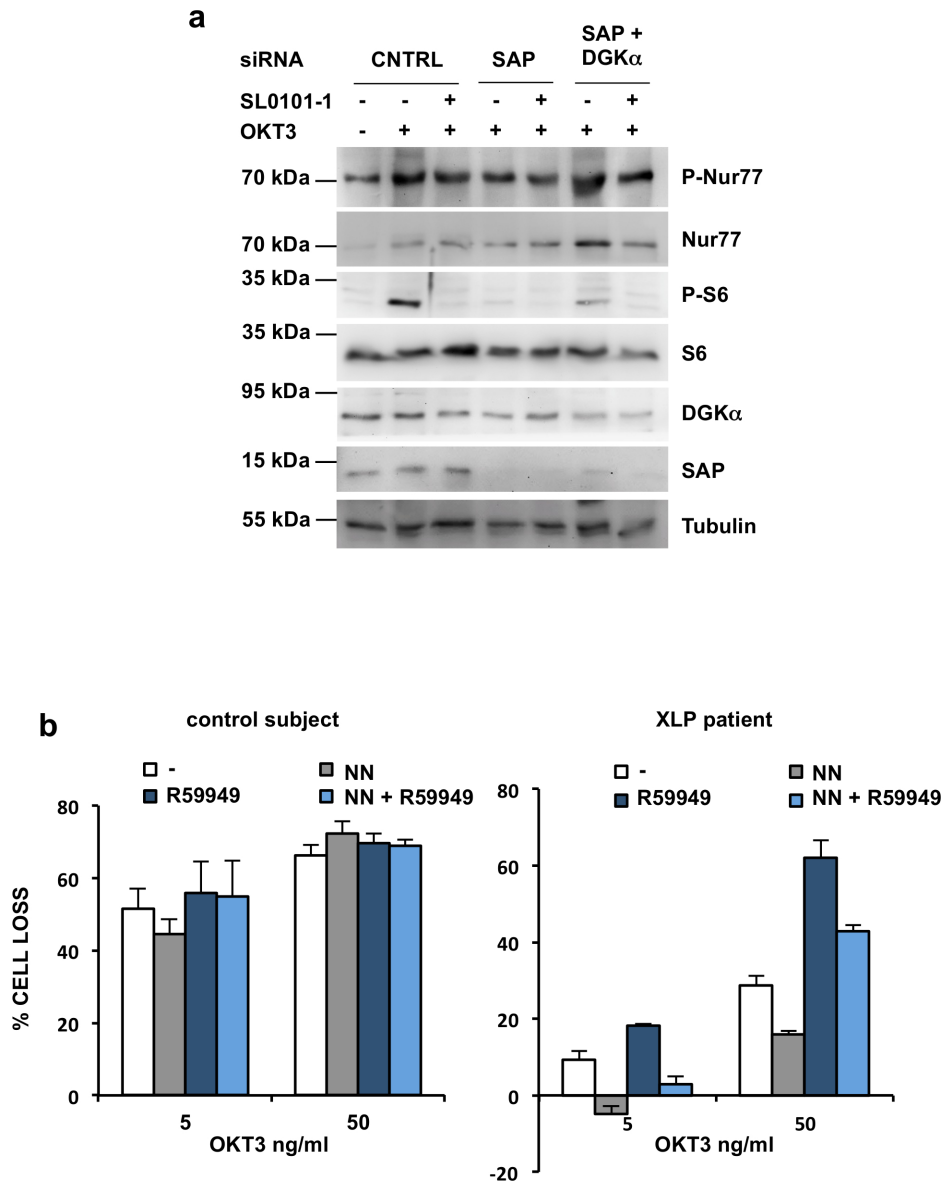 a
siRNA CNTRL SAP SAP + DGKα
SL0101-1 - - + - + - +
OKT3 - + + + + + +
70 kDa P-Nur77
70 kDa Nur77
35 kDa P-S6
35 kDa S6
95 kDa DGKα
15 kDa SAP
55 kDa Tubulin
b
control subject
- NN
R59949 NN + R59949
% CELL LOSS
80
60
40
20
0
5 50
OKT3 ng/ml
XLP patient
- NN
R59949 NN + R59949
80
60
40
20
0
-20
5 50
OKT3 ng/ml